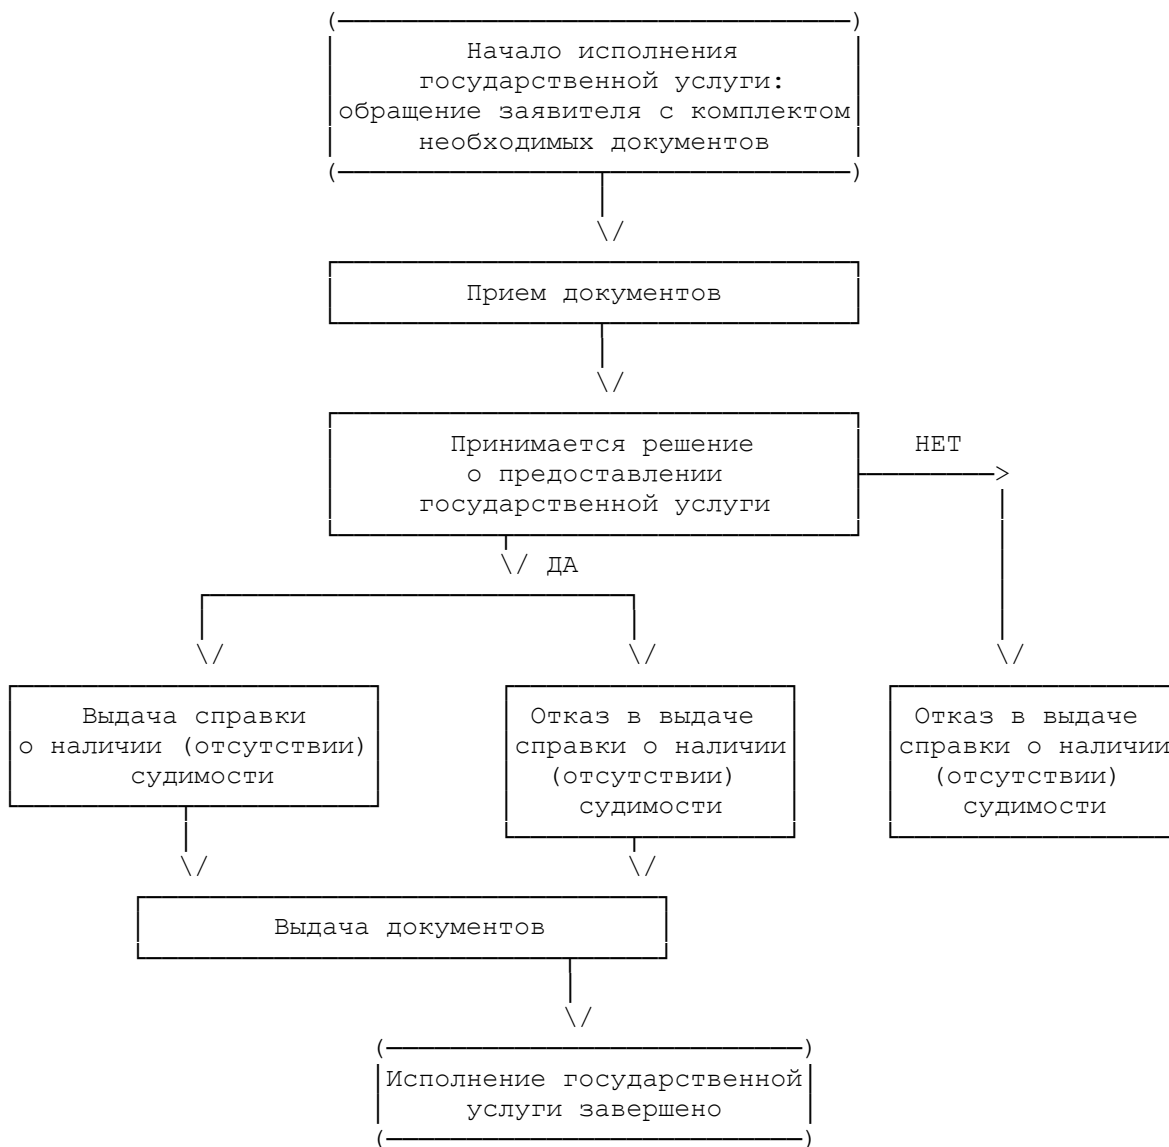 Начало исполнения
государственной услуги:
обращение заявителя с комплектом
необходимых документов
Прием документов
Принимается решение
о предоставлении
государственной услуги
НЕТ
ДА
Выдача справки
о наличии (отсутствии)
судимости
Отказ в выдаче
справки о наличии
(отсутствии)
судимости
Отказ в выдаче
справки о наличии
(отсутствии)
судимости
Выдача документов
Исполнение государственной
услуги завершено